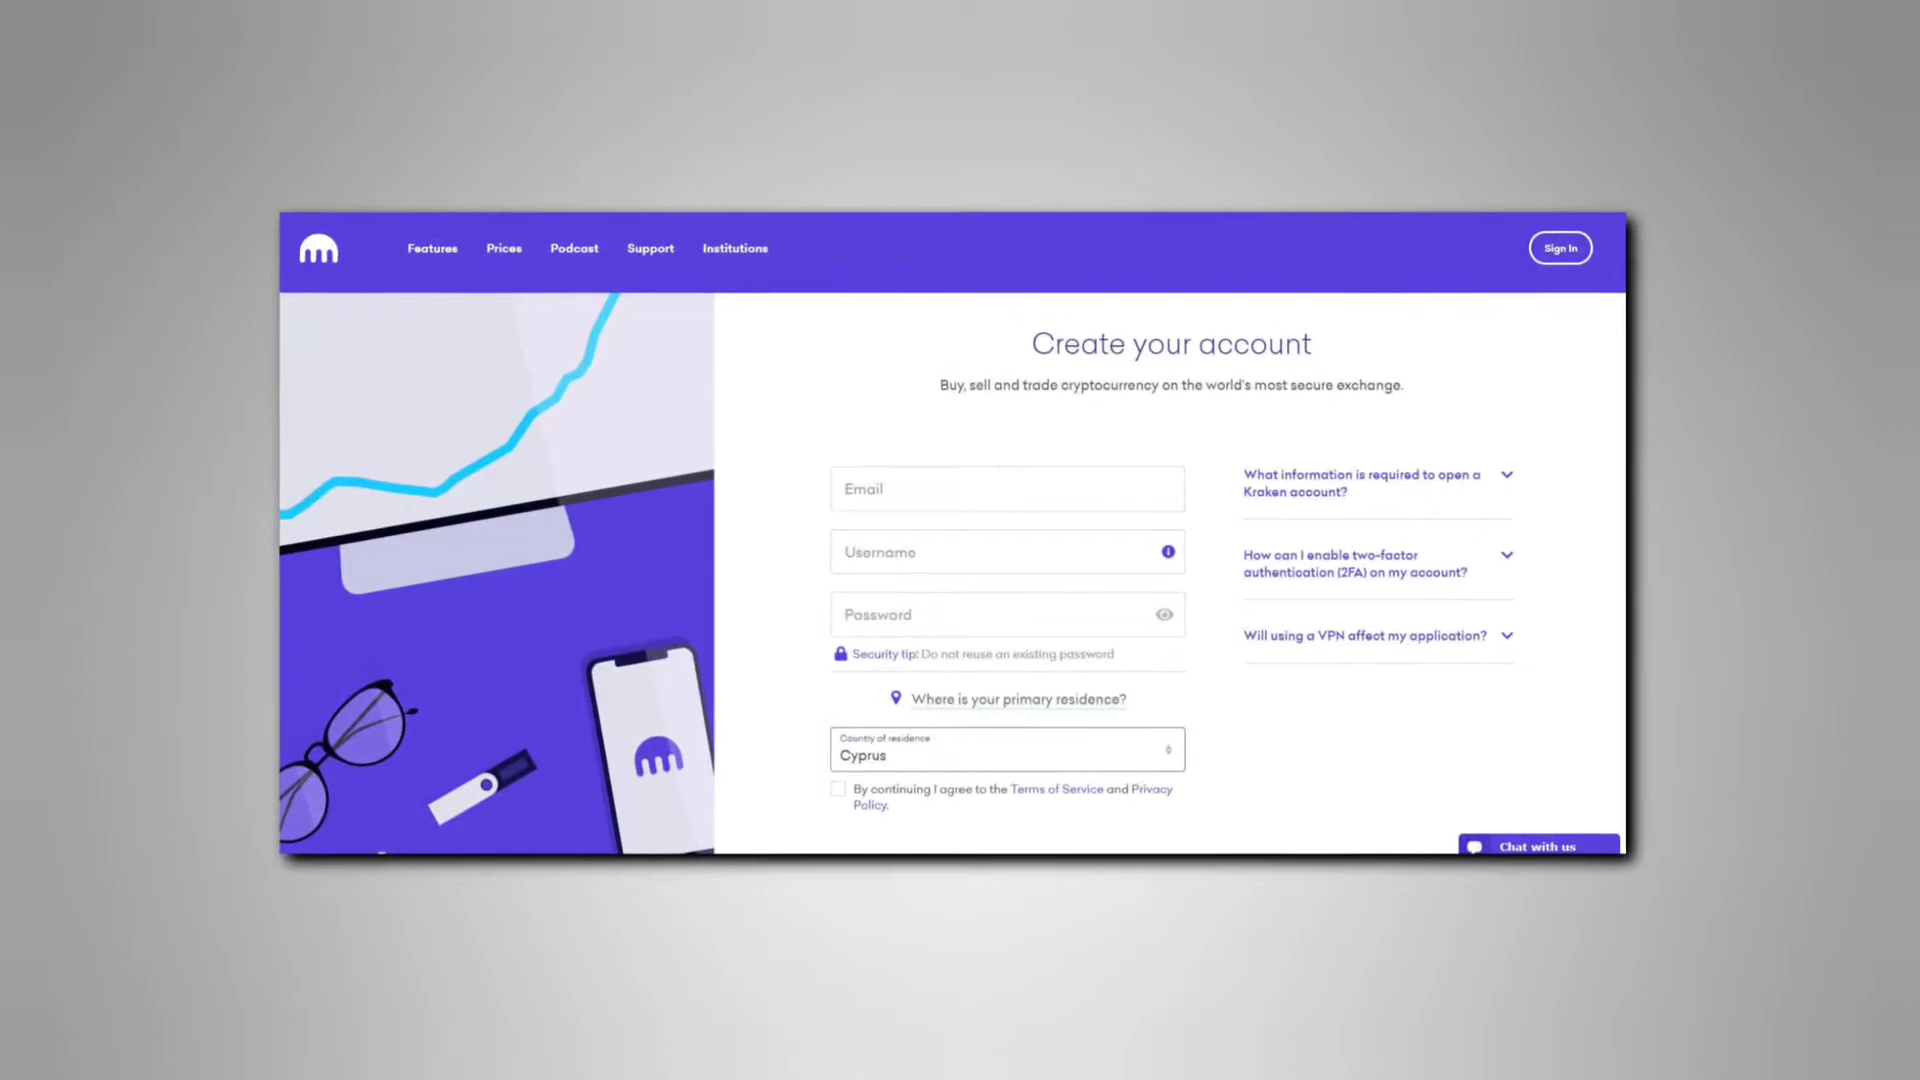 Features Prices Podcast Support Institutions Sign In
Create your account
Buy, sell and trade cryptocurrency on the world's most secure exchange.
Email
Username
Password
Security tip: Do not reuse an existing password
Where is your primary residence?
Country of residence
Cyprus
By continuing I agree to the Terms of Service and Privacy
Policy.
What information is required to open a
Kraken account?
How can I enable two-factor
authentication (2FA) on my account?
Will using a VPN affect my application?
Chat with us